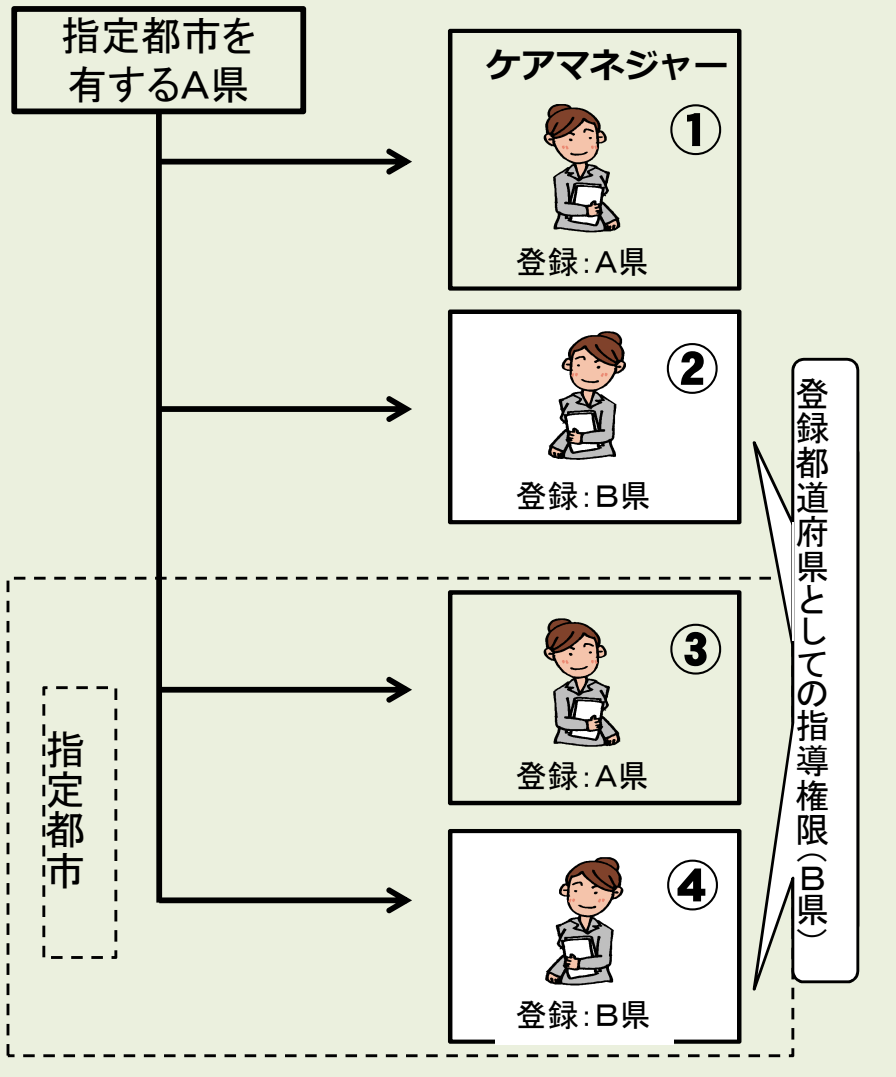 指定都市を
有するA県
ケアマネジャー
①
登録:A県
②
登録:B県
登録都道府県としての指導権限(B県)
指定都市
③
登録:A県
④
登録:B県